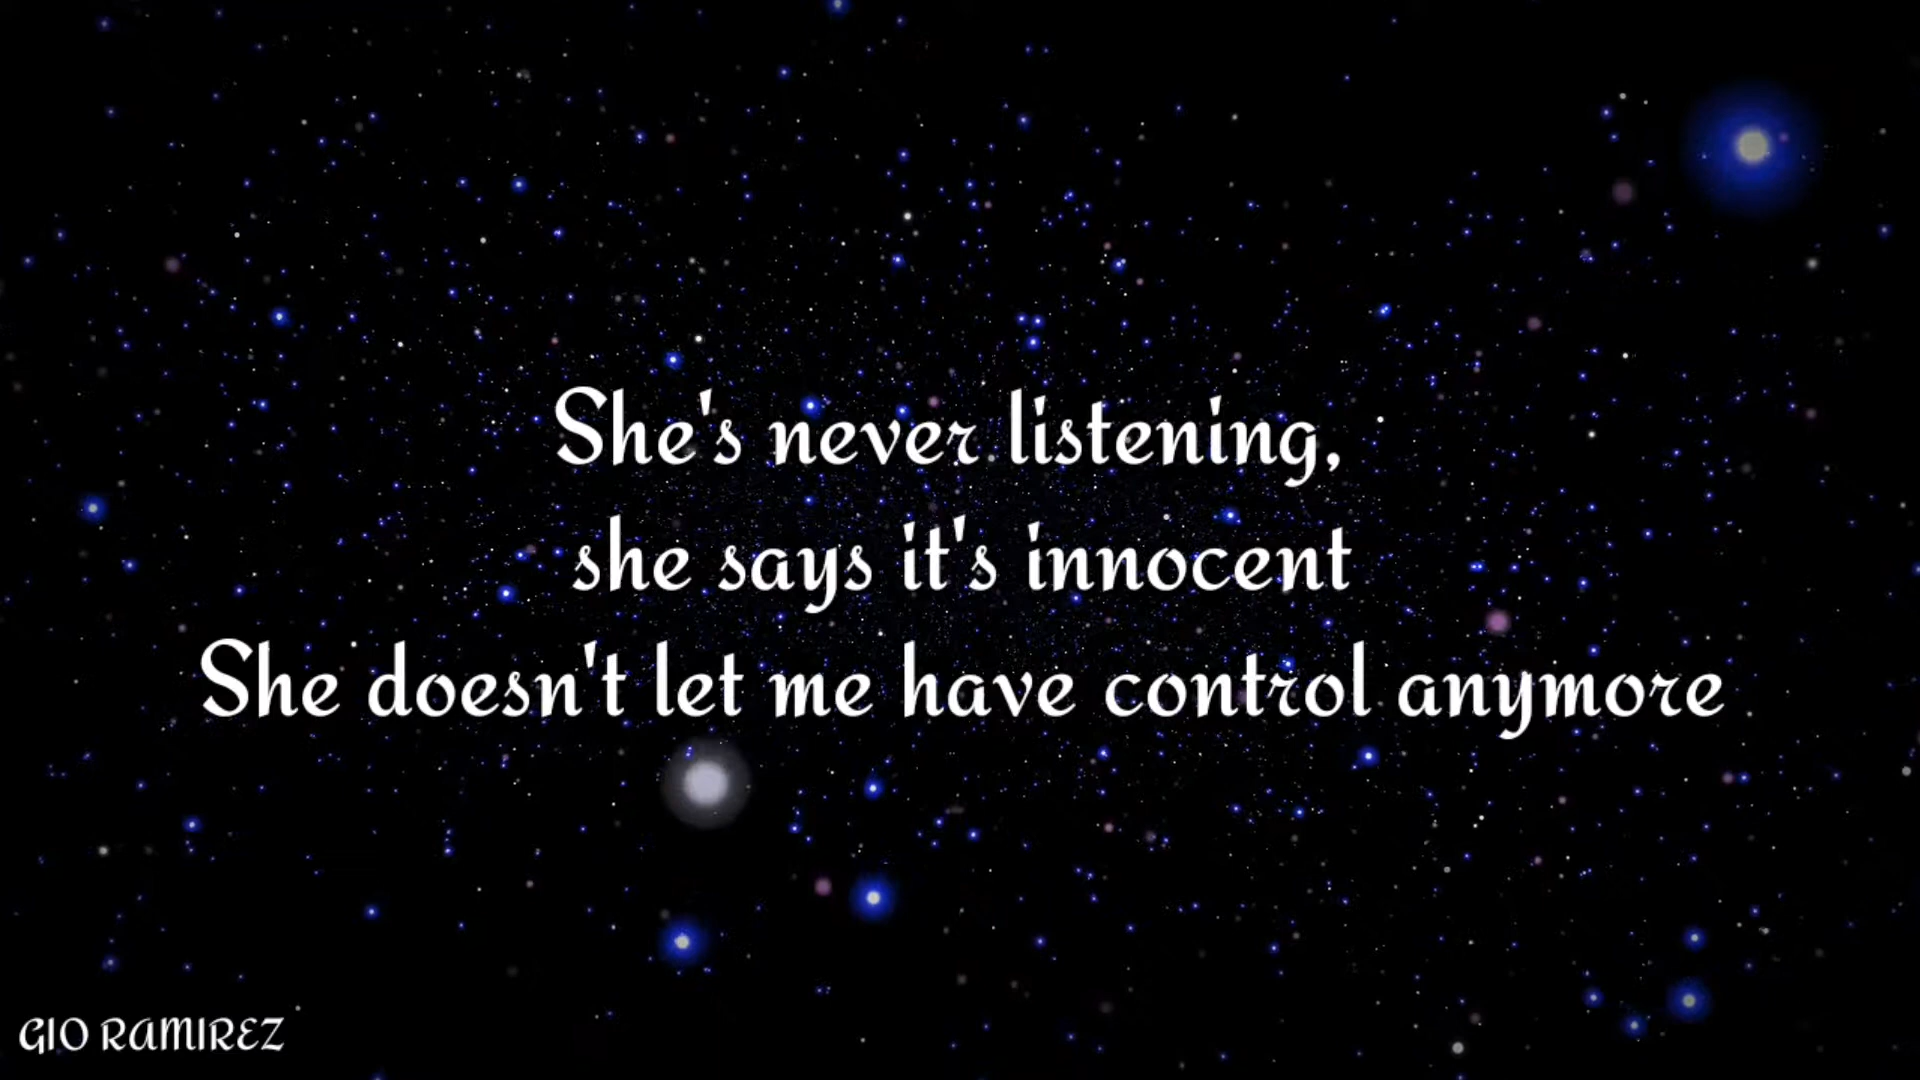 She's never listening,
she says it's innocent
She doesn't let me have control anymore
GIO RAMIREZ